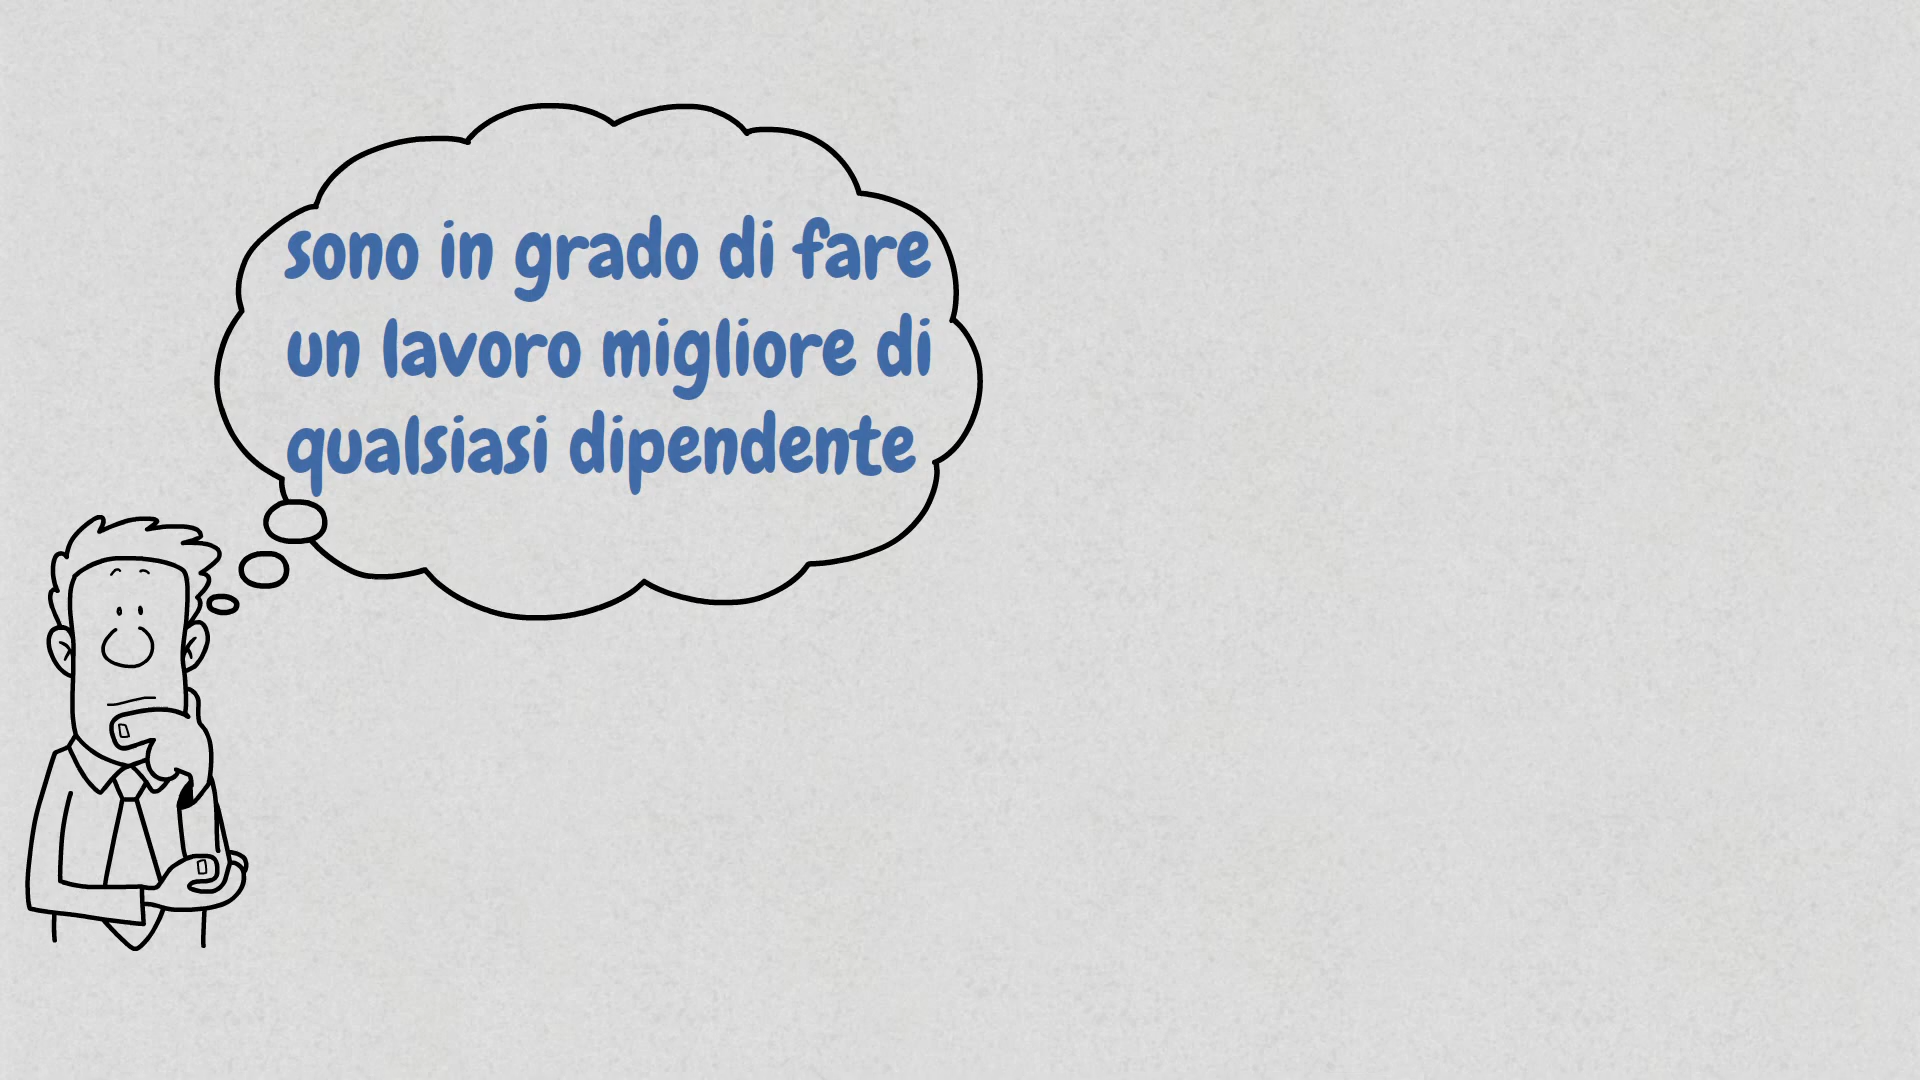 sono in grado di fare
un lavoro migliore di
qualsiasi dipendente